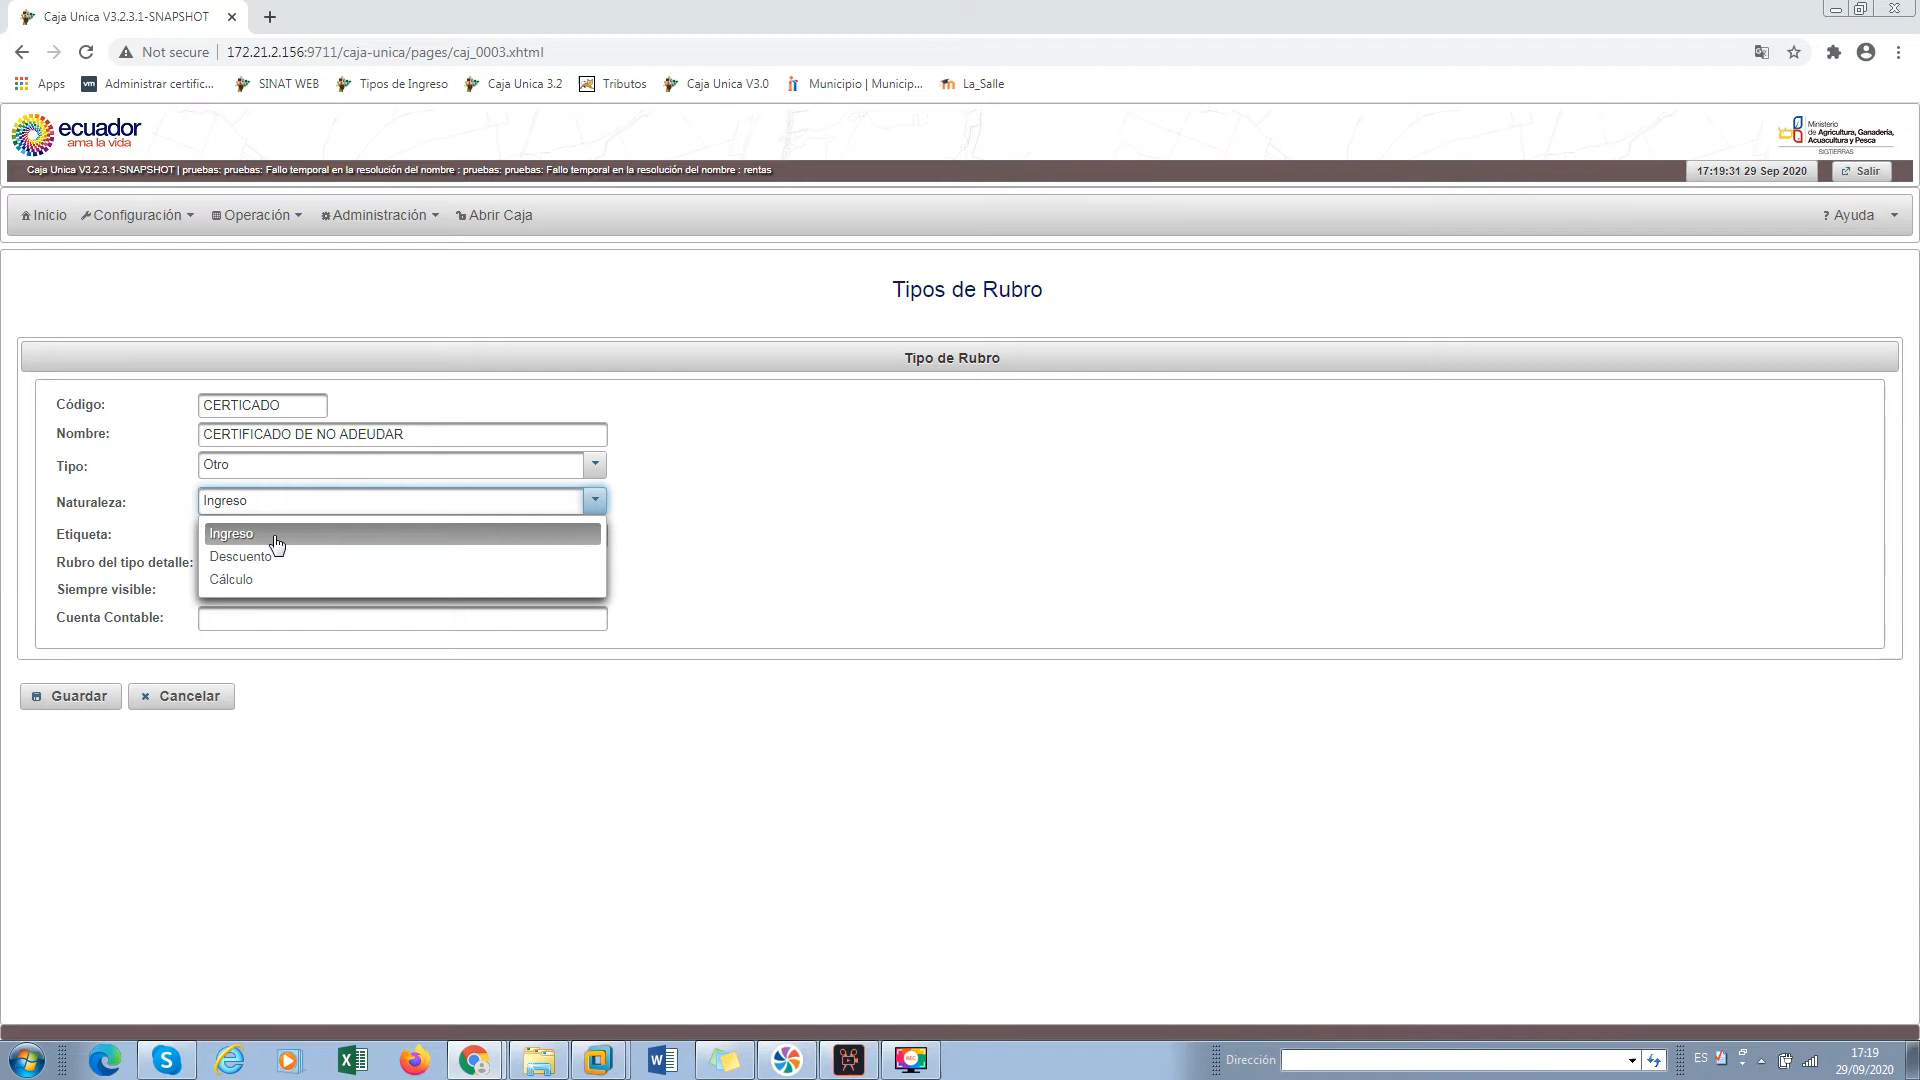 Caja Unica V3.2.3.1-SNAPSHOT
Not secure | 172.21.2.156:9711/caja-unica/pages/caj_0003.xhtml
Apps Administrar certific... SINAT WEB Tipos de Ingreso Caja Unica 3.2 Tributos Caja Unica V3.0 Municipio | Municip... La_Salle
ecuador
ama la vida
Ministerio
de Agricultura, Ganadería,
Acuacultura y Pesca
SIGTIERRAS
Caja Unica V3.2.3.1-SNAPSHOT | pruebas: pruebas: Fallo temporal en la resolución del nombre : pruebas: pruebas: Fallo temporal en la resolución del nombre : rentas
17:19:31 29 Sep 2020 Salir
Inicio Configuración Operación Administración Abrir Caja ? Ayuda
Tipos de Rubro
Tipo de Rubro
Código: CERTICADO
Nombre: CERTIFICADO DE NO ADEUDAR
Tipo: Otro
Naturaleza: Ingreso
Etiqueta: Ingreso
Descuento
Rubro del tipo detalle:
Cálculo
Siempre visible:
Cuenta Contable:
Guardar Cancelar
Dirección ES 17:19
29/09/2020